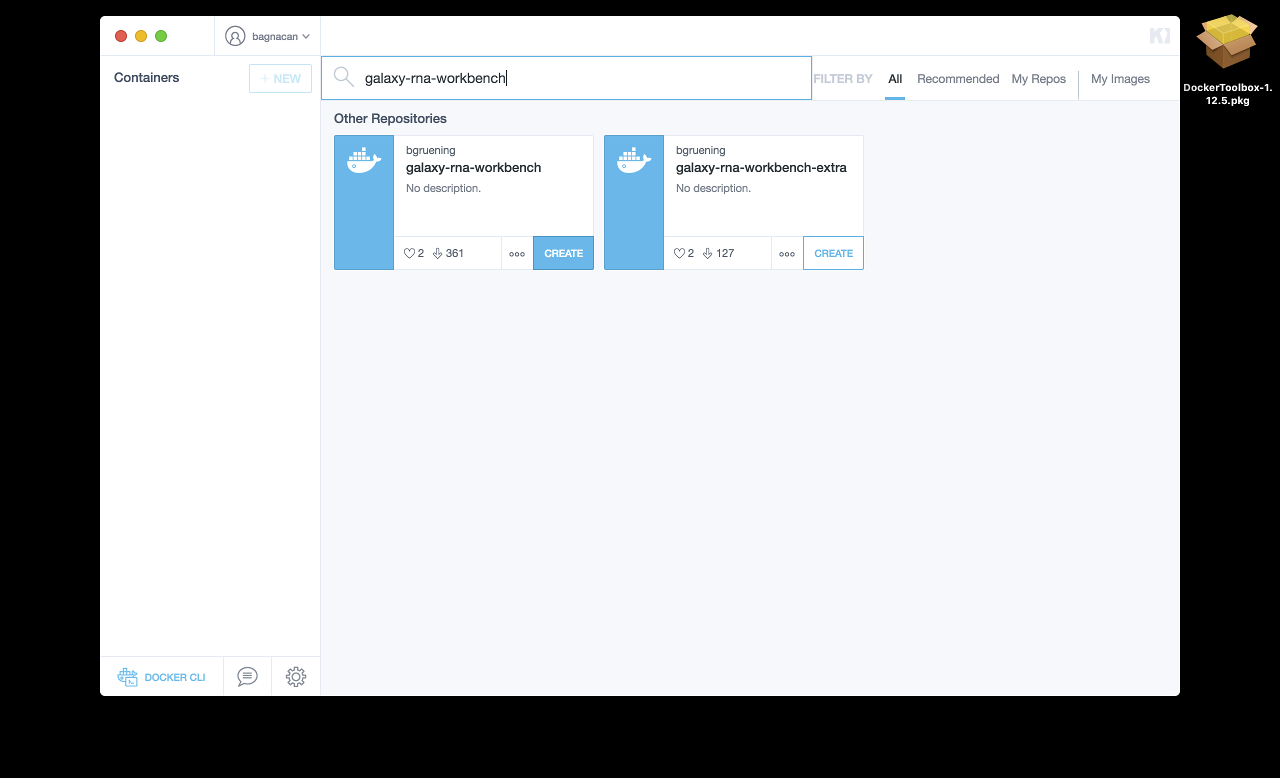 bagnacan
Containers
+ NEW
galaxy-rna-workbench
FILTER BY All Recommended My Repos My Images
Other Repositories
bgruening
galaxy-rna-workbench
No description.
2 361 CREATE
bgruening
galaxy-rna-workbench-extra
No description.
2 127 CREATE
DOCKER CLI
DockerToolbox-1.
12.5.pkg